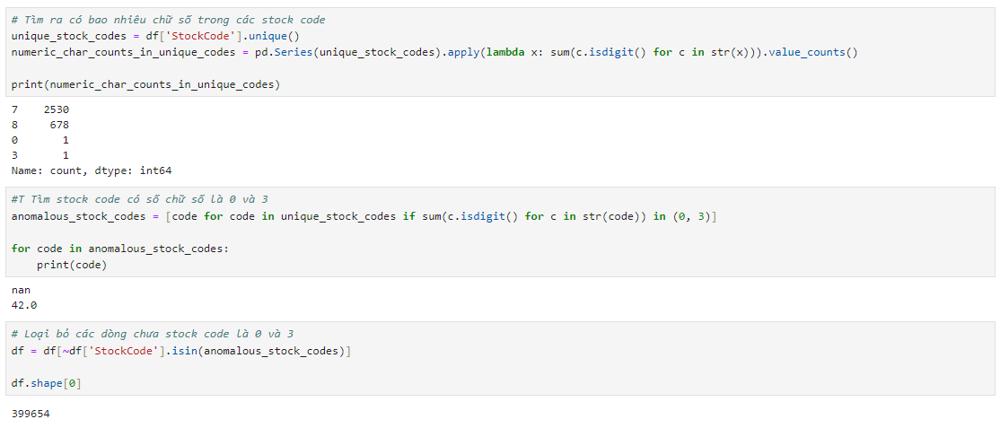 # Tìm ra có bao nhiêu chữ số trong các stock code
unique_stock_codes = df['StockCode'].unique()
numeric_char_counts_in_unique_codes = pd.Series(unique_stock_codes).apply(lambda x: sum(c.isdigit() for c in str(x))).value_counts()
print(numeric_char_counts_in_unique_codes)
7    2530
8     678
0       1
3       1
Name: count, dtype: int64
#T Tìm stock code có số chữ số là 0 và 3
anomalous_stock_codes = [code for code in unique_stock_codes if sum(c.isdigit() for c in str(code)) in (0, 3)]
for code in anomalous_stock_codes:
    print(code)
nan
42.0
# Loại bỏ các dòng chưa stock code là 0 và 3
df = df[~df['StockCode'].isin(anomalous_stock_codes)]
df.shape[0]
399654